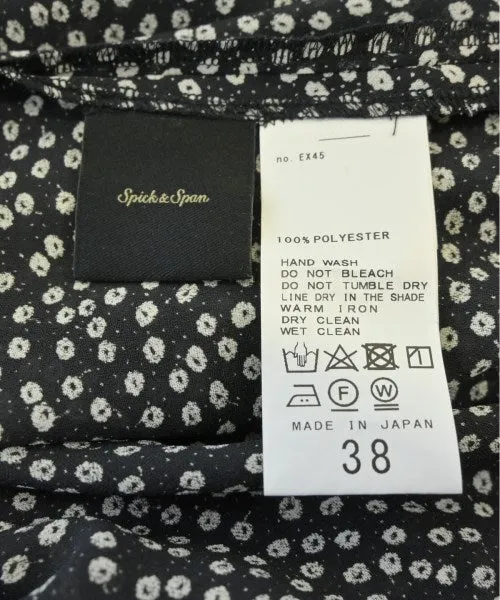 Spick & Span
no. EX45
100% POLYESTER
HAND WASH
DO NOT BLEACH
DO NOT TUMBLE DRY
LINE DRY IN THE SHADE
WARM IRON
DRY CLEAN
WET CLEAN
F W
MADE IN JAPAN
38